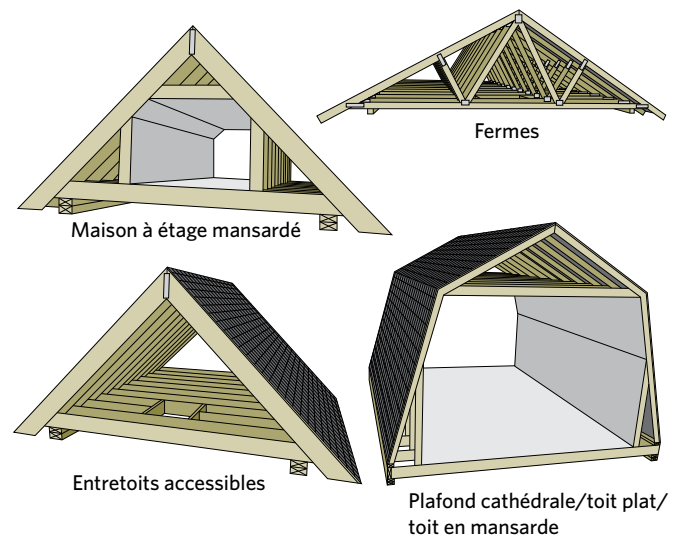 Fermes
Maison à étage mansardé
Entretoits accessibles
Plafond cathédrale/toit plat/
toit en mansarde